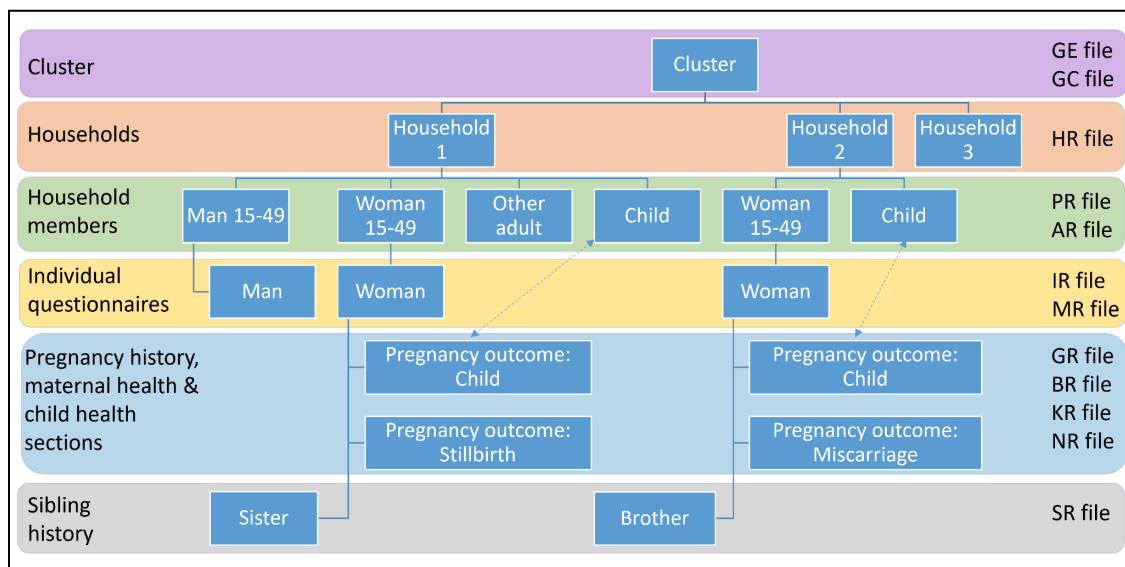 Cluster
Cluster
GE file
GC file
Households
Household
1
Household
2
Household
3
HR file
Household
members
Man 15-49
Woman
15-49
Other
adult
Child
Woman
15-49
Child
PR file
AR file
Individual
questionnaires
Man
Woman
Woman
IR file
MR file
Pregnancy history,
maternal health &
child health
sections
Pregnancy outcome:
Child
Pregnancy outcome:
Child
Pregnancy outcome:
Stillbirth
Pregnancy outcome:
Miscarriage
GR file
BR file
KR file
NR file
Sibling
history
Sister
Brother
SR file